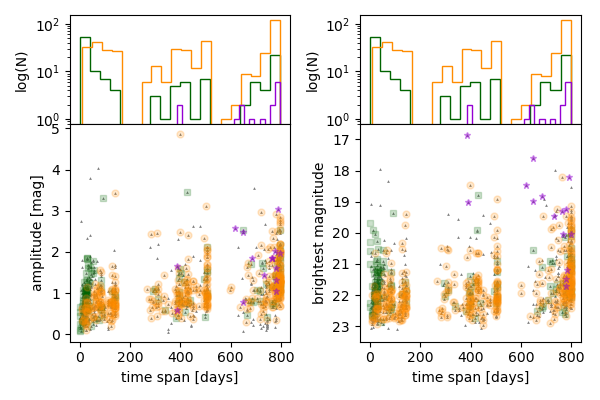 log(N)
10²
10¹
10⁰
log(N)
10²
10¹
10⁰
amplitude [mag]
5
4
3
2
1
0
brightest magnitude
17
18
19
20
21
22
23
0 200 400 600 800
0 200 400 600 800
time span [days]
time span [days]